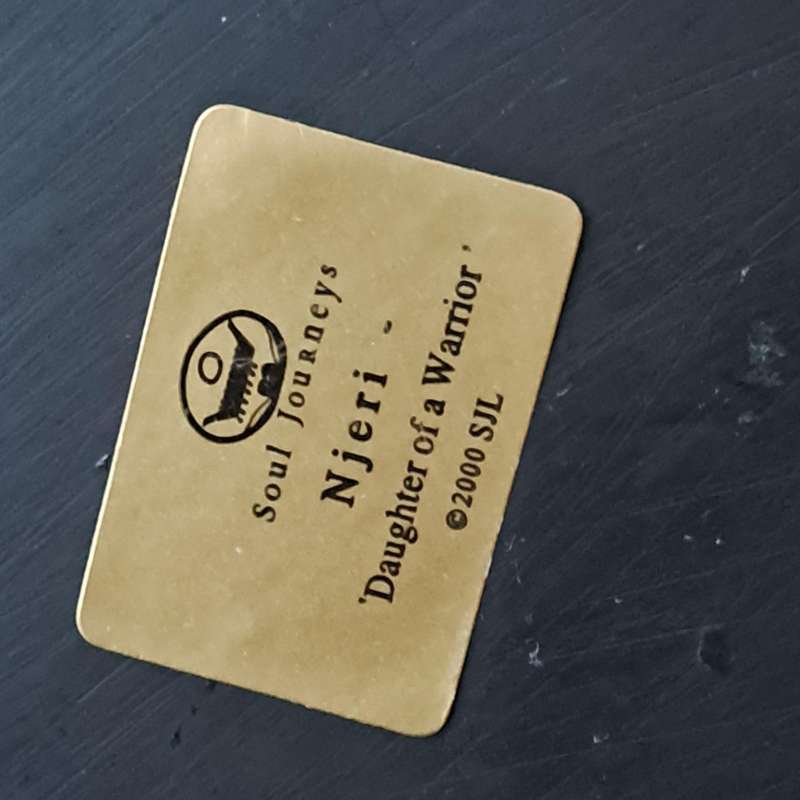 Soul Journeys
Njeri -
'Daughter of a Warrior'
©2000 SJL